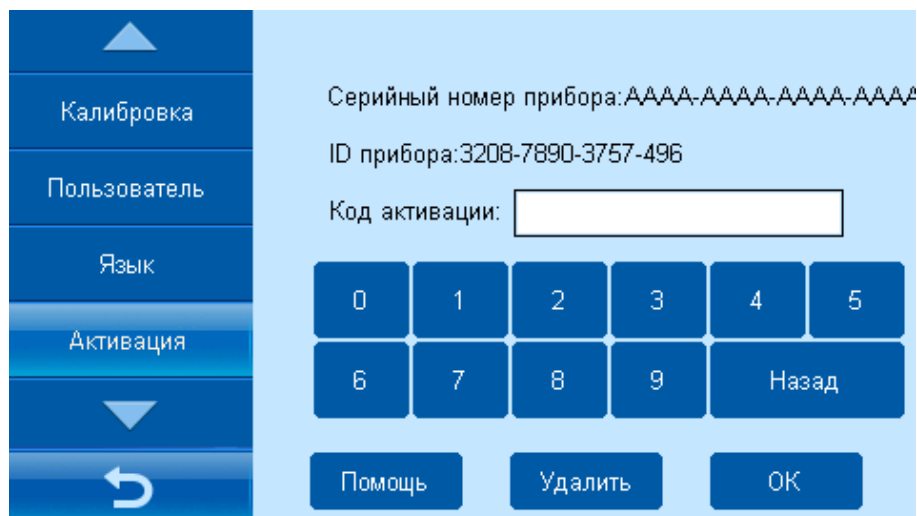 Калибровка
Пользователь
Язык
Активация
Серийный номер прибора:AAAA-AAAA-AAAA-AAAA
ID прибора:3208-7890-3757-496
Код активации:
0 1 2 3 4 5
6 7 8 9 Назад
Помощь Удалить OK